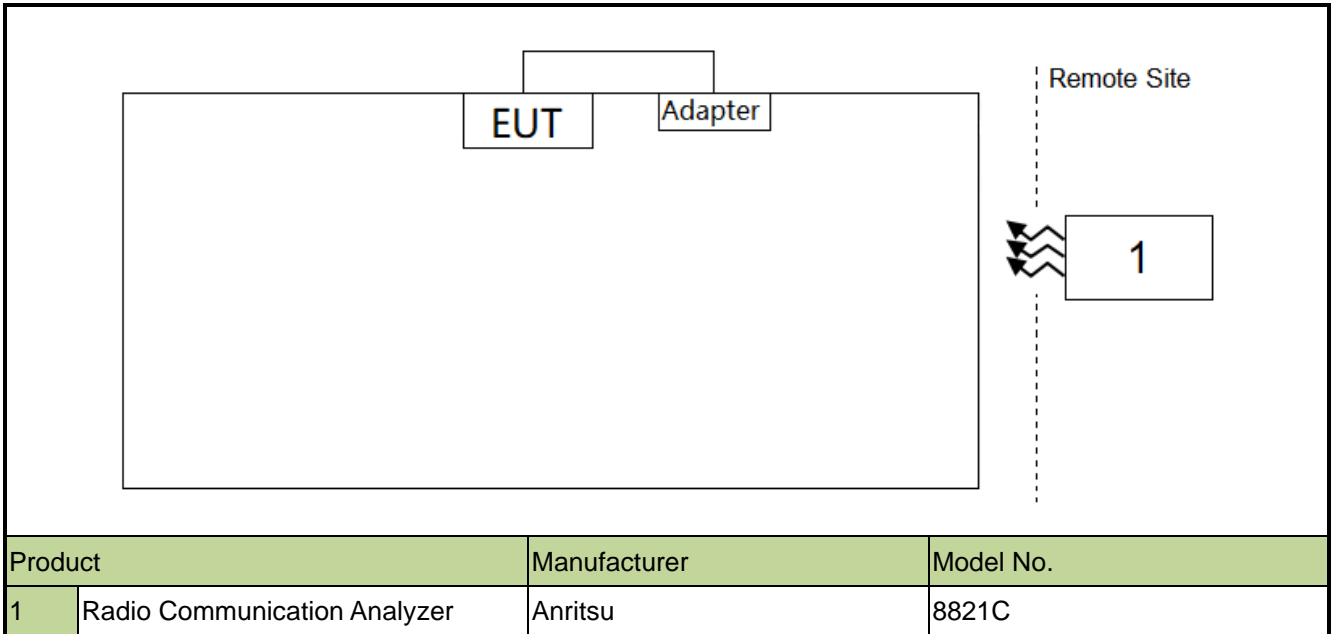 Remote Site
EUT
Adapter
1
Product Manufacturer Model No.
1 Radio Communication Analyzer Anritsu 8821C